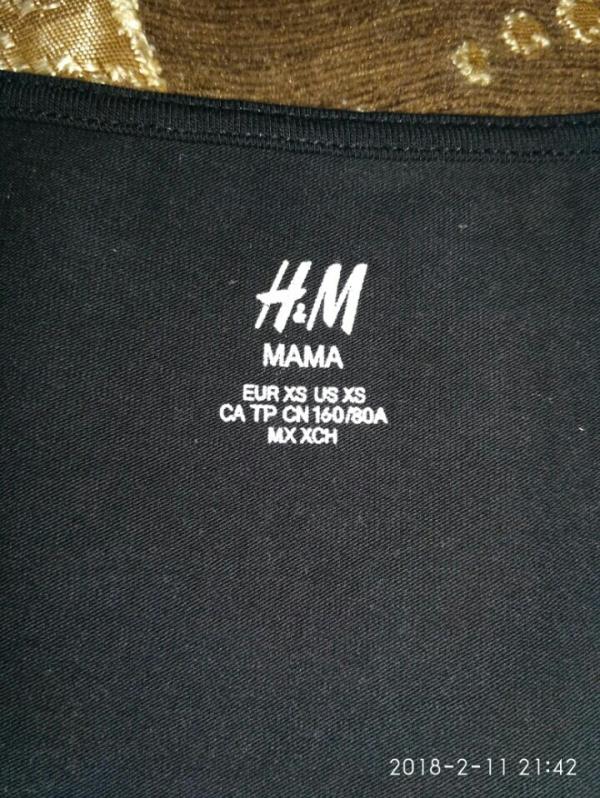 H&M
MAMA
EUR XS US XS
CA TP CN 160/80A
MX XCH
2018-2-11 21:42